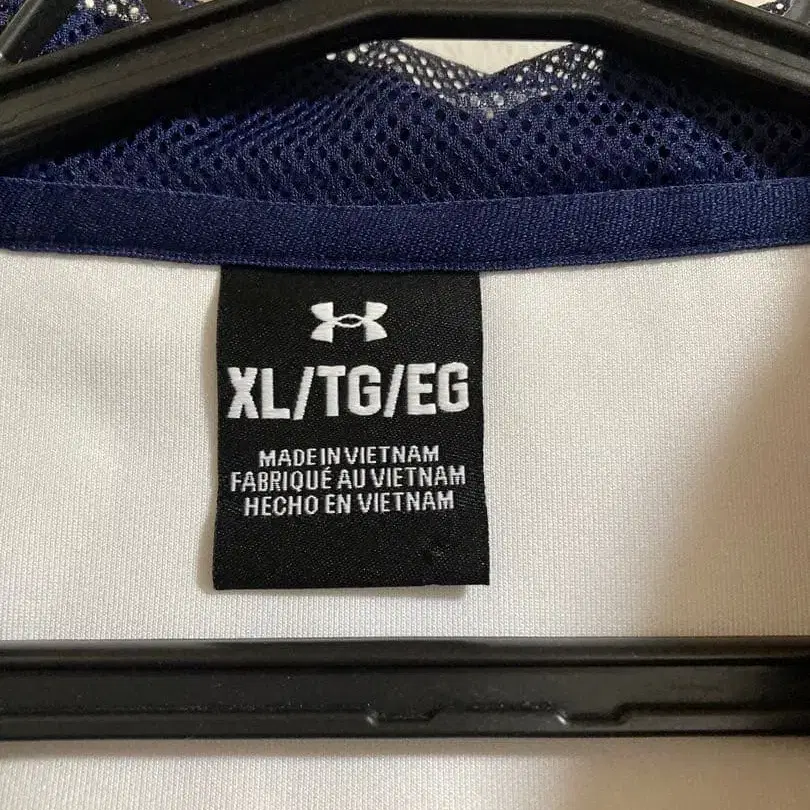 XL/TG/EG
MADE IN VIETNAM
FABRIQUÉ AU VIETNAM
HECHO EN VIETNAM